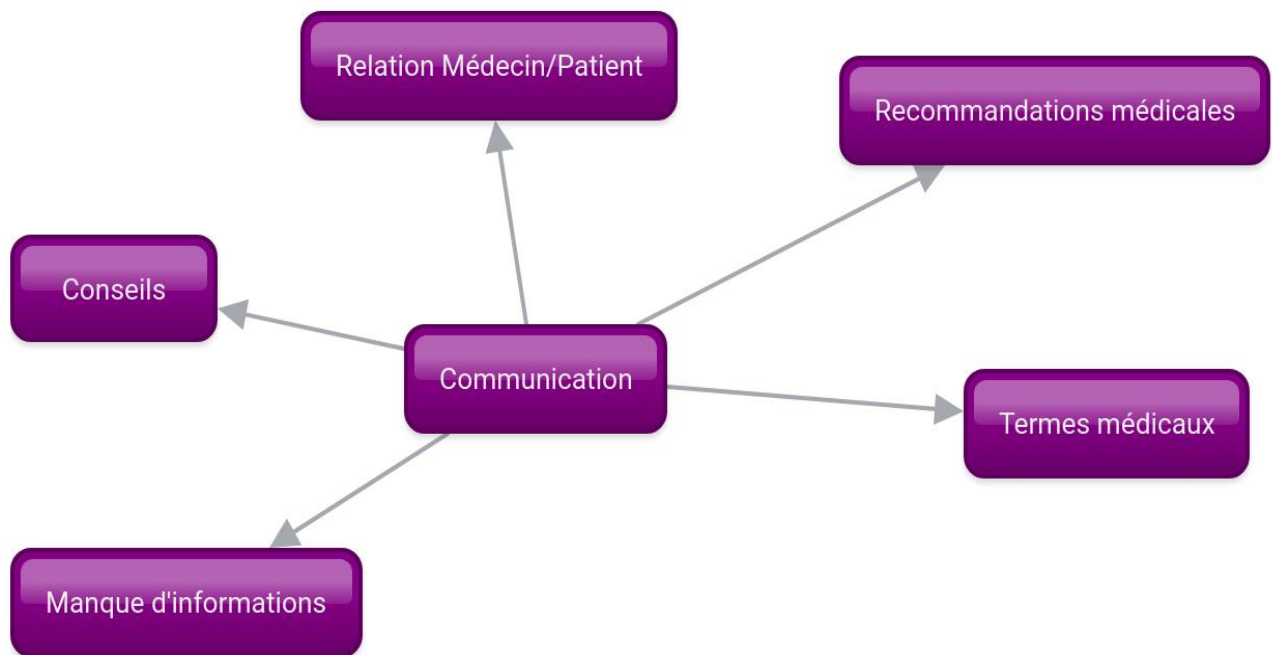 Relation Médecin/Patient
Recommandations médicales
Conseils
Communication
Termes médicaux
Manque d'informations